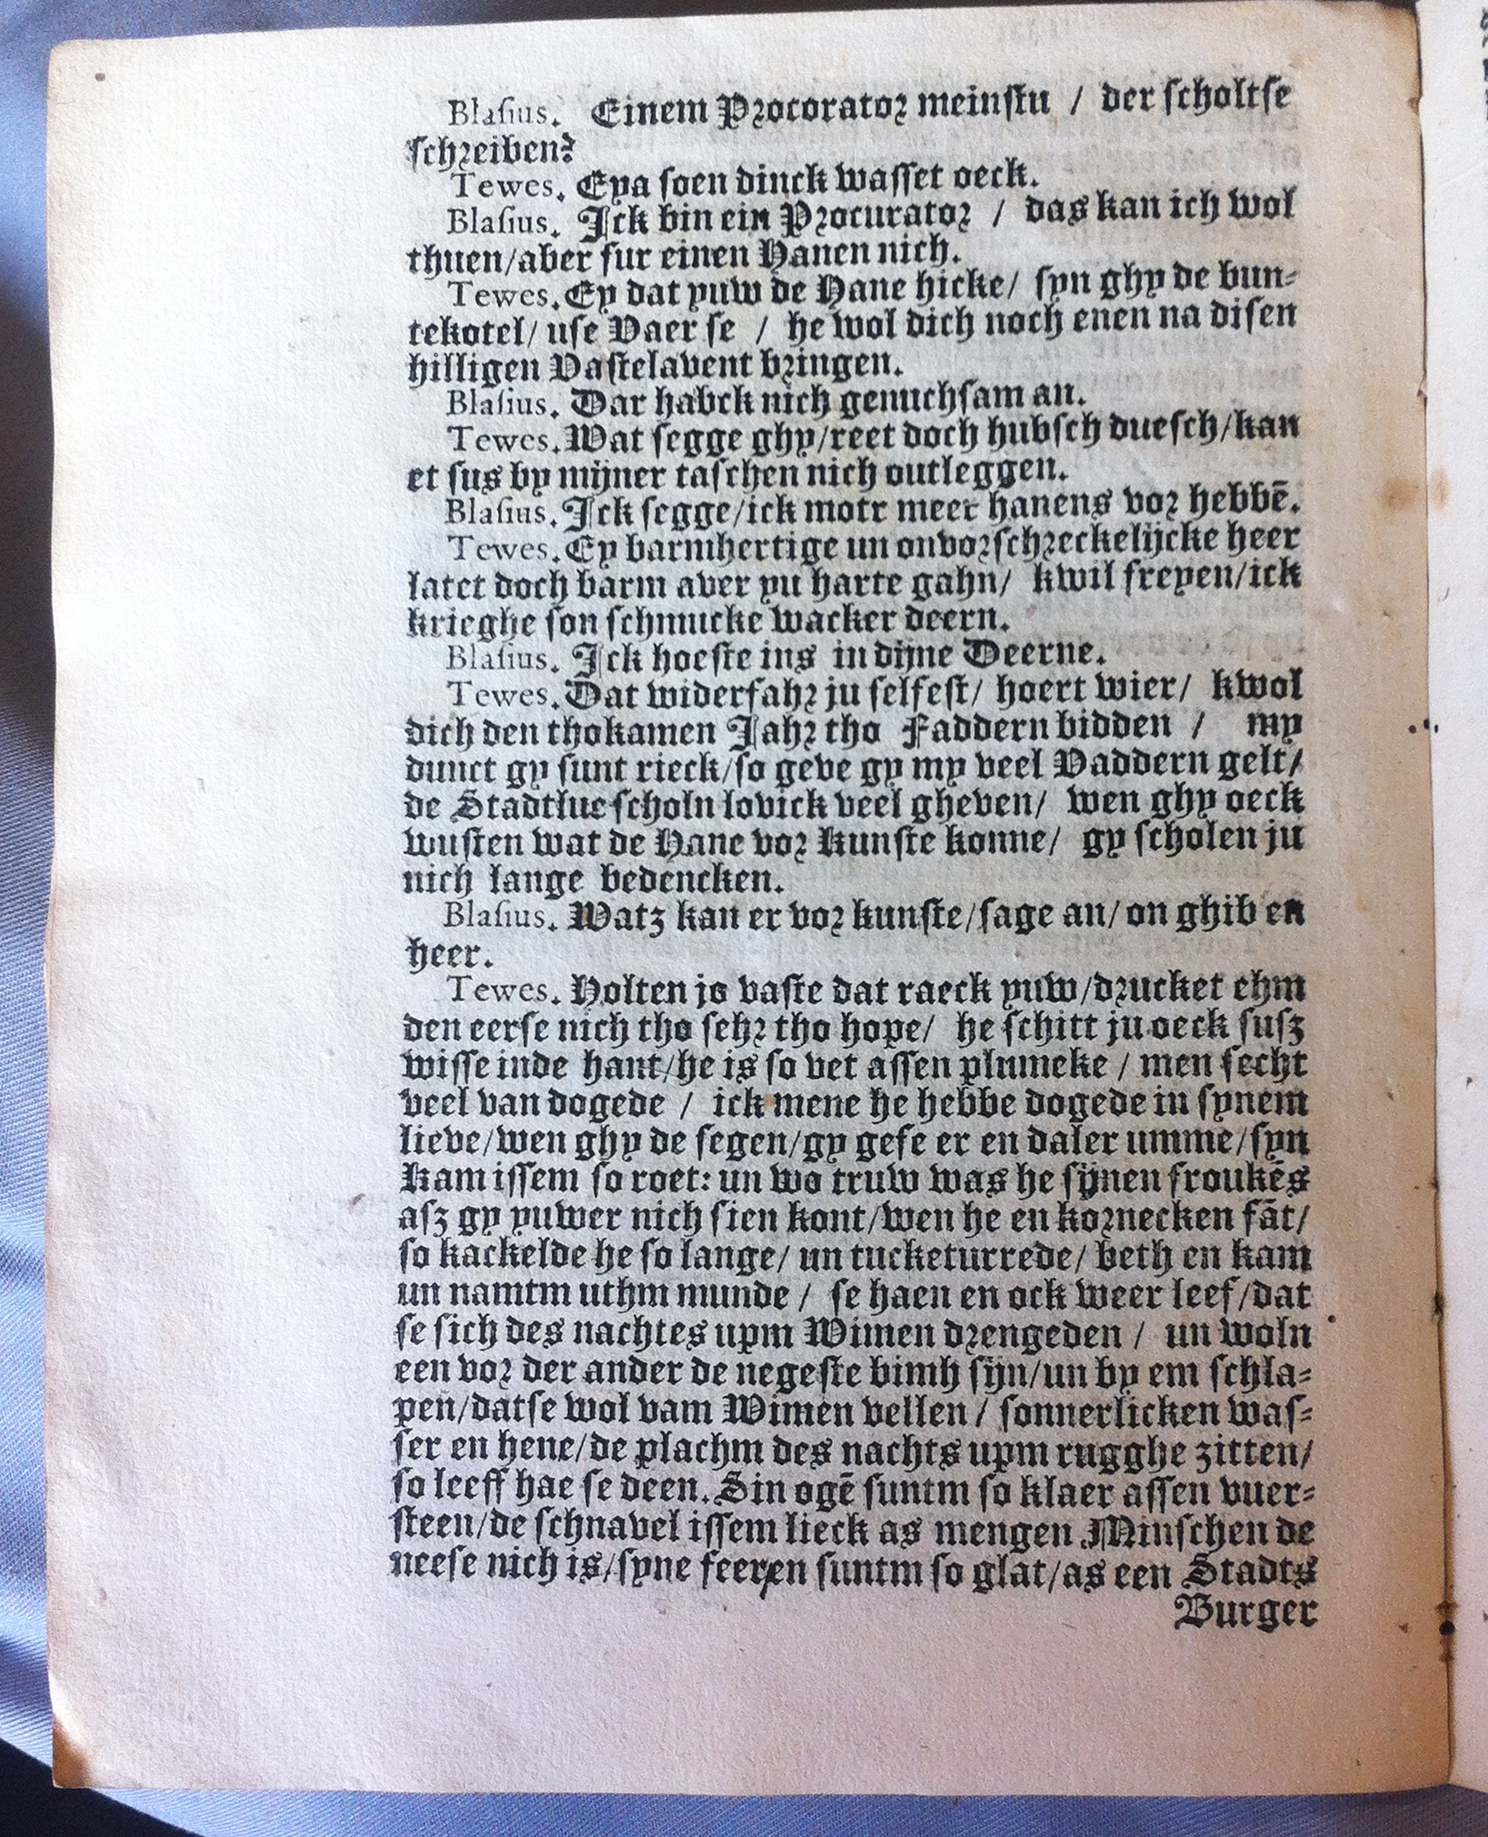 Blaſius. Einem Procorator meinſtu / der ſcholtſe
ſchreiben?
Tewes. Eya ſoen dinck waſſet oeck.
Blaſius. Ick bin ein Procurator / das kan ich wol
thuen/aber fur einen Hanen nich.
Tewes. Ey dat yuw de Hane hicke/ ſyn ghy de bun-
tekotel/ uſe Vaer ſe / he wol dich noch enen na diſen
hilligen Vaſtelavent bringen.
Blaſius. Dar habck nich genuchſam an.
Tewes. Wat ſegge ghy/reet doch hubſch dueſch/kan
et ſus by mijner taſchen nich outleggen.
Blaſius. Ick ſegge/ick motr meer hanens vor hebbē.
Tewes. Ey barmhertige un onvorſchreckelijcke heer
latet doch barm aver yu harte gahn/ kwil freyen/ick
krieghe ſon ſchmucke wacker deern.
Blaſius. Ick hoeſte ins in dijne Deerne.
Tewes. Dat widerfahr ju ſelfeſt/ hoert wier/ kwol
dich den thokamen Jahr tho Faddern bidden / my
dunct gy ſunt rieck/ſo geve gy my veel Vaddern gelt/
de Stadtlue ſcholn lovick veel gheven/ wen ghy oeck
wuſten wat de Hane vor Kunſte konne/ gy ſcholen ju
nich lange bedencken.
Blaſius. Watz kan er vor kunſte/ſage an/ on ghib en
heer.
Tewes. Holten jo vaſte dat raeck yuw/drucket ehm
den eerſe nich tho ſehr tho hope/ he ſchitt ju oeck ſuſz
wiſſe inde hant/he is ſo vet aſſen plumeke / men ſecht
veel van dogede / ick mene he hebbe dogede in ſynem
lieve/wen ghy de ſegen/gy gefe er en daler umme/ſyn
Kam iſſem ſo roet: un wo truw was he ſijnen froukēs
aſz gy yuwer nich ſien kont/wen he en kornecken fāt/
ſo kackelde he ſo lange/ un tucketurrede/ beth en kam
un namtm uthm munde / ſe haen en ock weer leef/dat
ſe ſich des nachtes upm Wimen drengeden / un woln
een vor der ander de negeſte bimh ſijn/un by em ſchla-
pen/datſe wol vam Wimen vellen / ſonnerlicken waſ-
ſer en hene/de plachm des nachts upm rugghe zitten/
ſo leeff hae ſe deen. Sin ogē ſuntm ſo klaer aſſen vuer-
ſteen/de ſchnavel iſſem lieck as mengen Minſchen de
neeſe nich is/ſyne feeren ſuntm ſo glat/as een Stadts
Burger